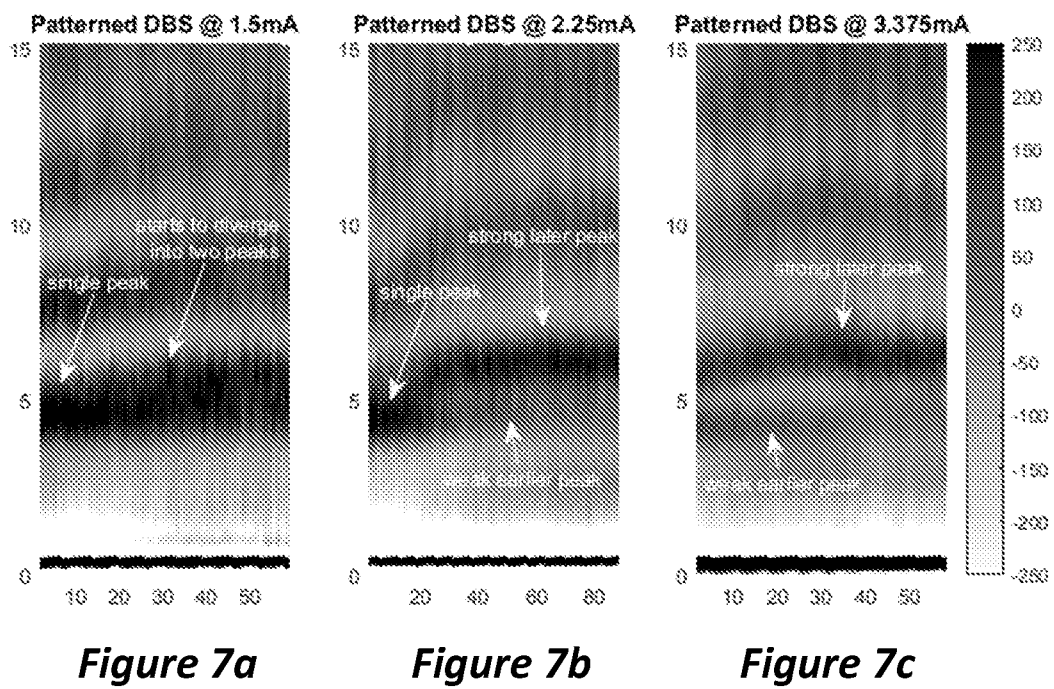 Patterned DBS @ 1.5mA
15
10
5
0
starts to diverge
into two peaks
single peak
10 20 30 40 50
Figure 7a
Patterned DBS @ 2.25mA
15
10
5
0
strong later peak
single peak
weak earlier peak
20 40 60 80
Figure 7b
Patterned DBS @ 3.375mA
15
10
5
0
strong later peak
weak earlier peak
10 20 30 40 50
Figure 7c
250
200
150
100
50
0
-50
-100
-150
-200
-250